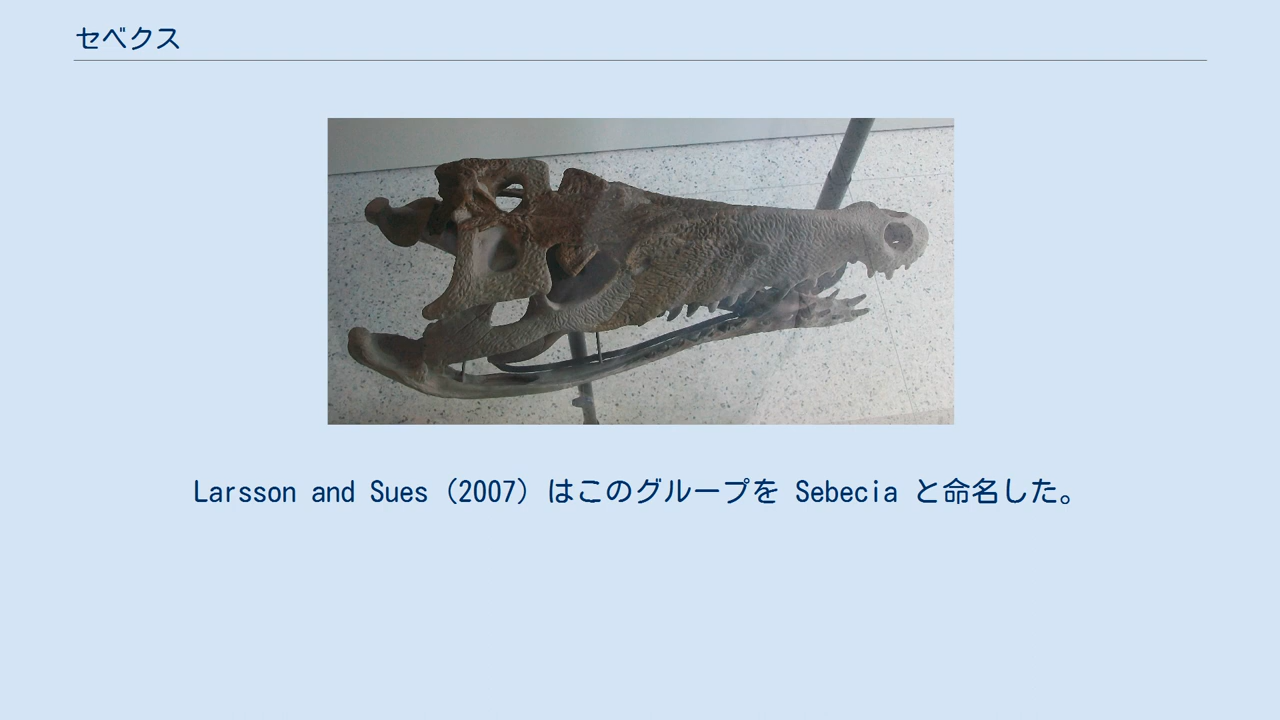 セベクス
Larsson and Sues (2007) はこのグループを Sebecia と命名した。